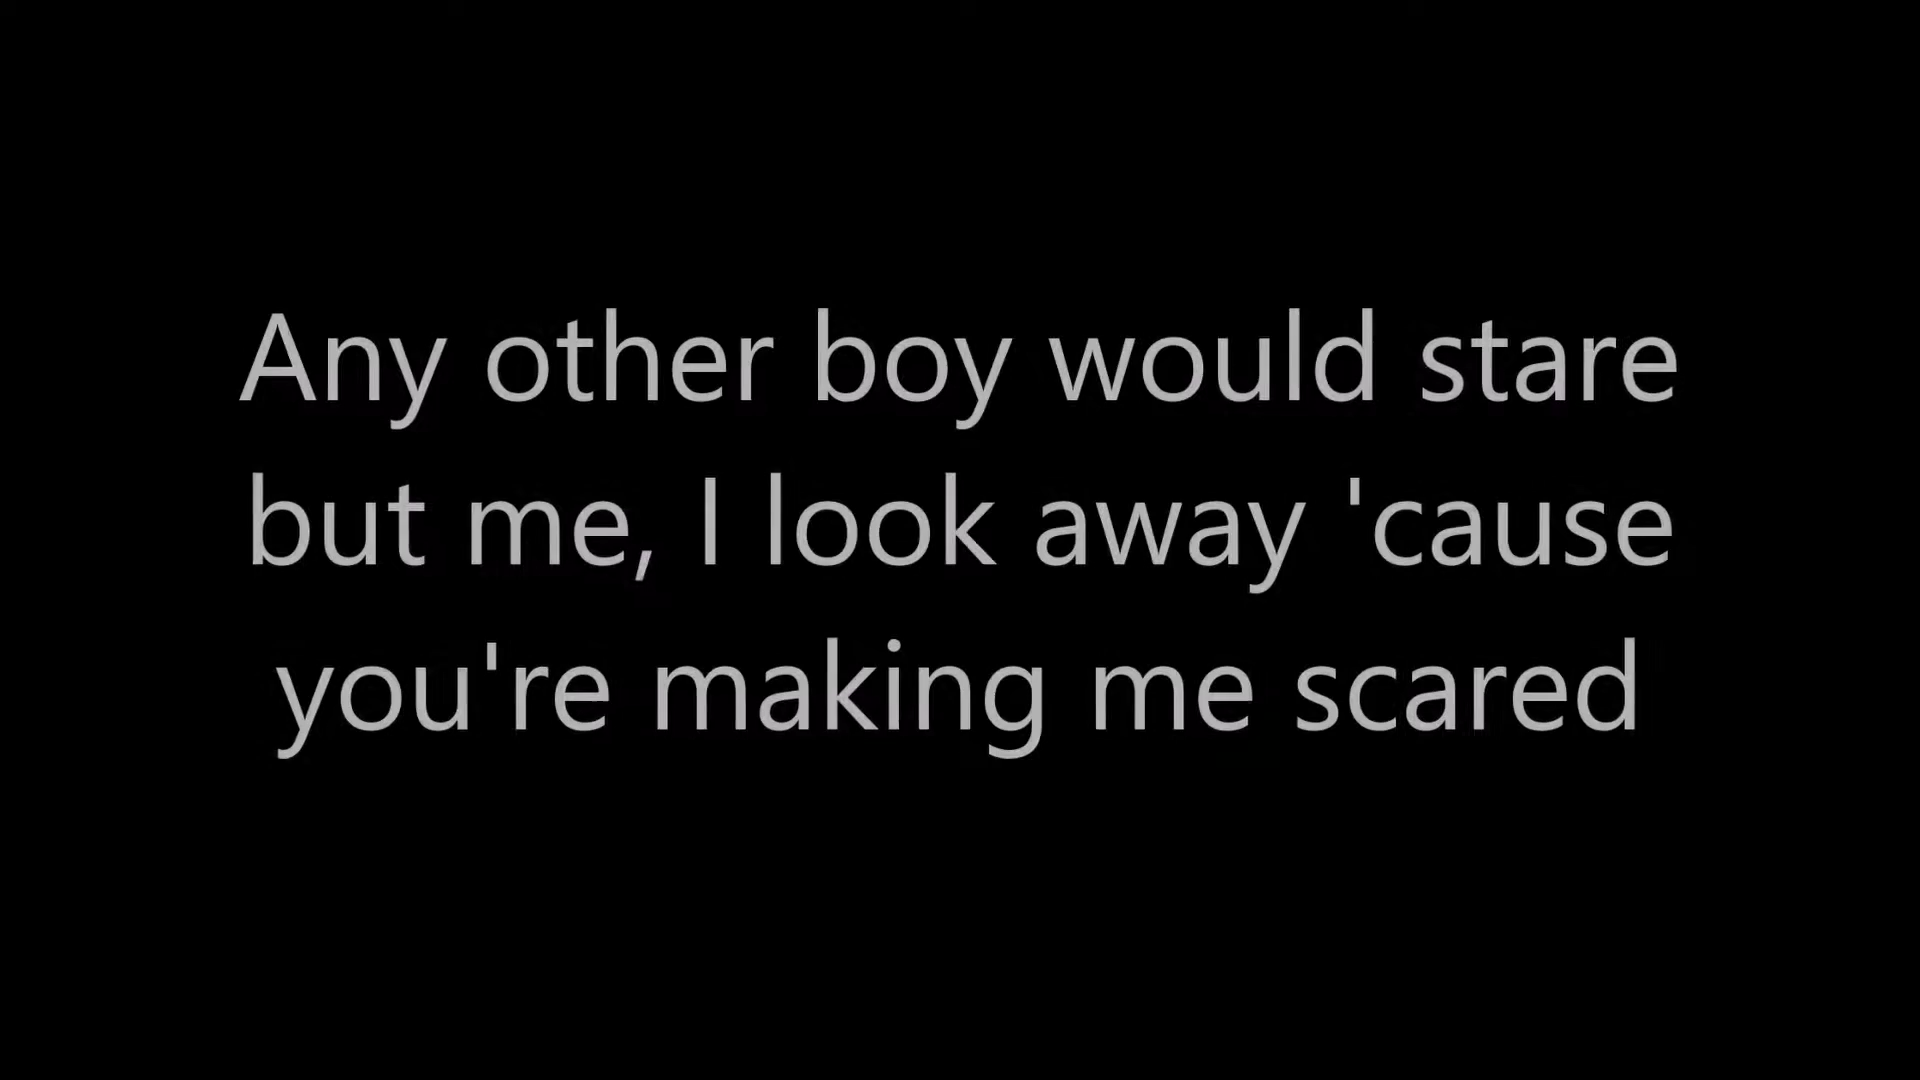 Any other boy would stare
but me, I look away 'cause
you're making me scared